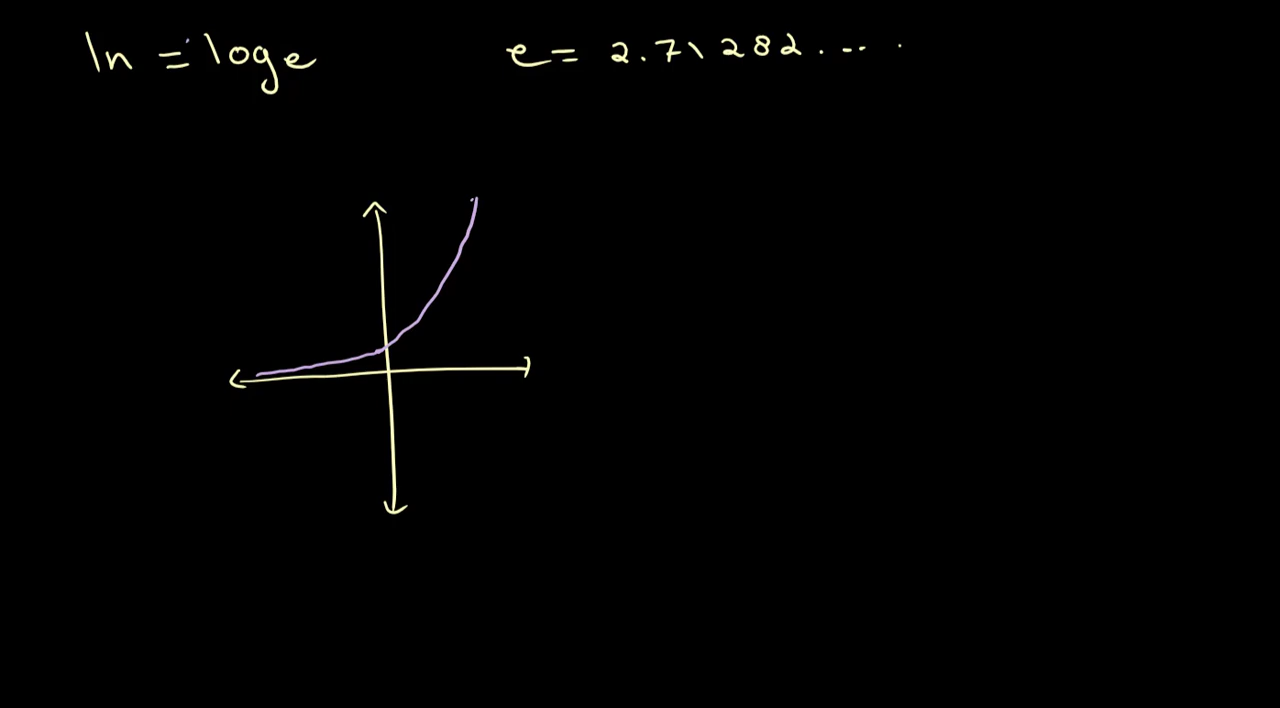 ln = loge
e = 2.71282.....